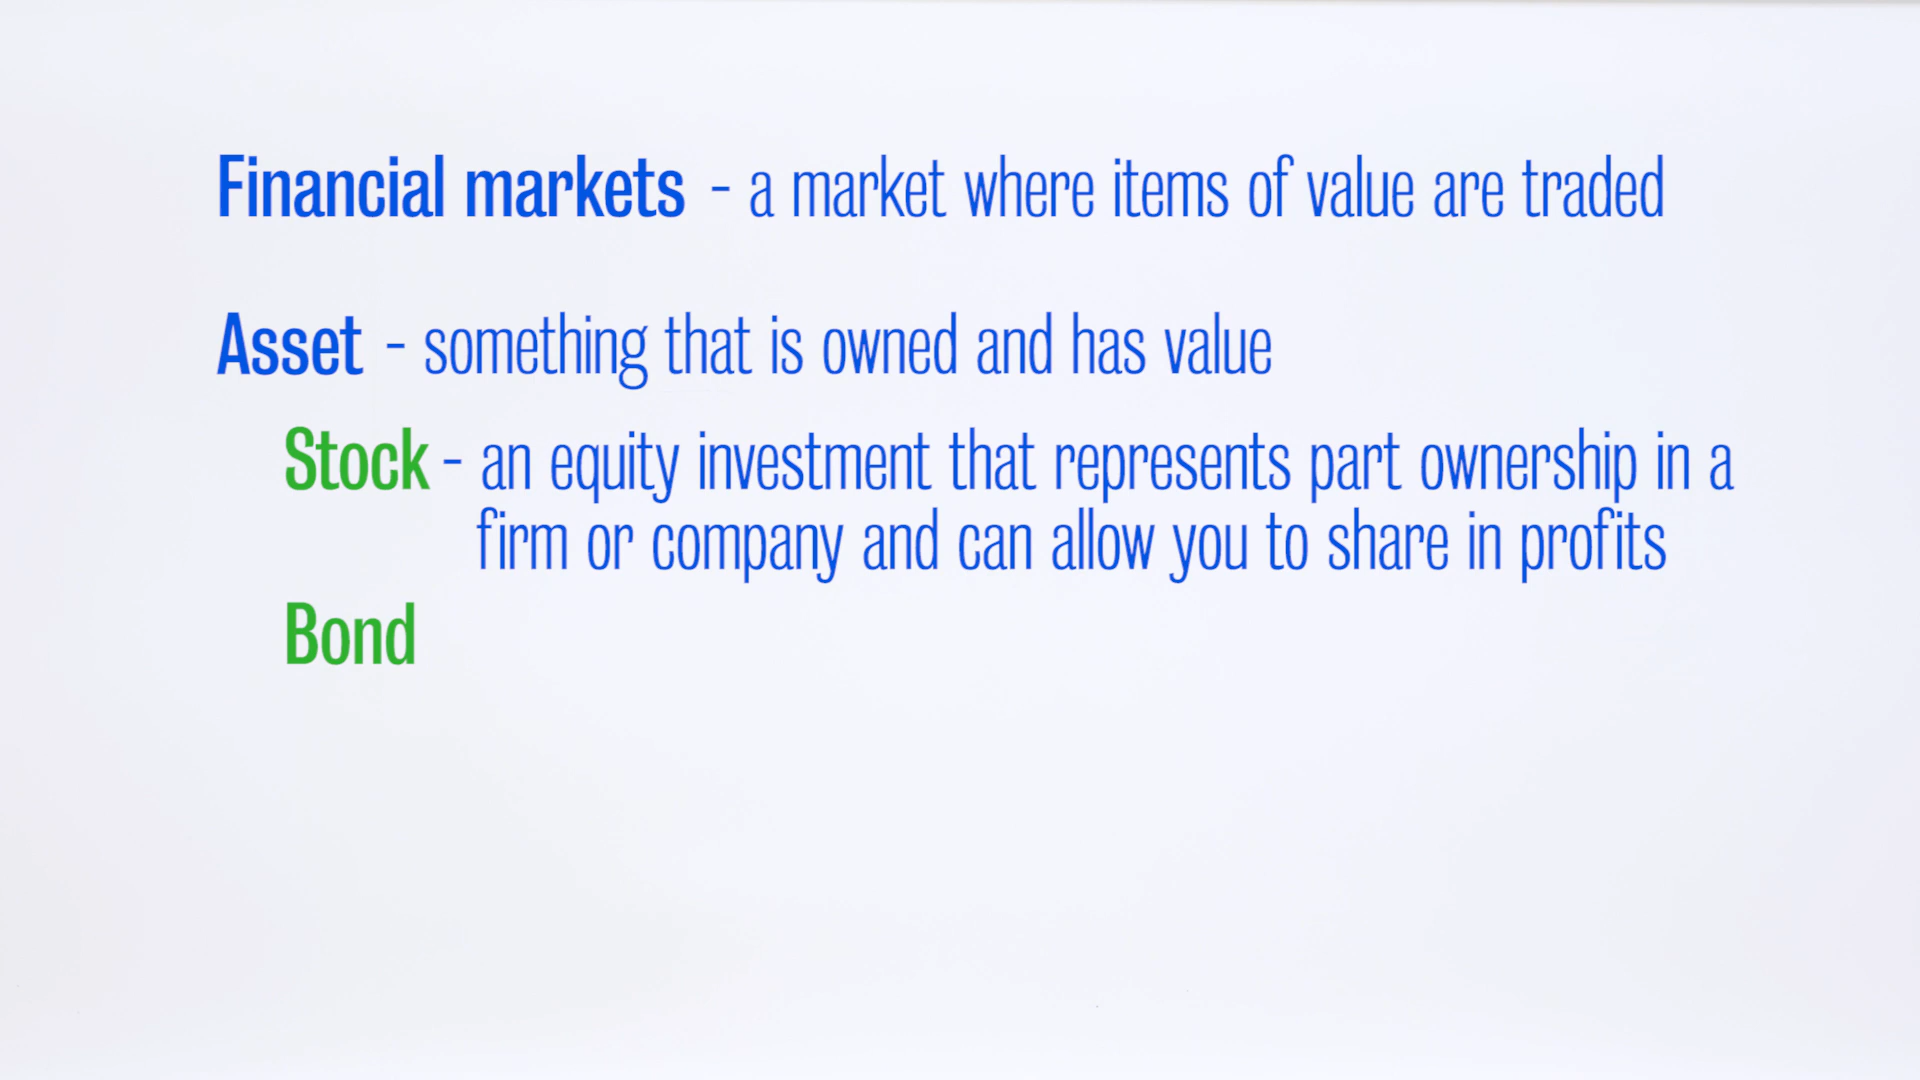 Financial markets - a market where items of value are traded
Asset - something that is owned and has value
Stock - an equity investment that represents part ownership in a
firm or company and can allow you to share in profits
Bond